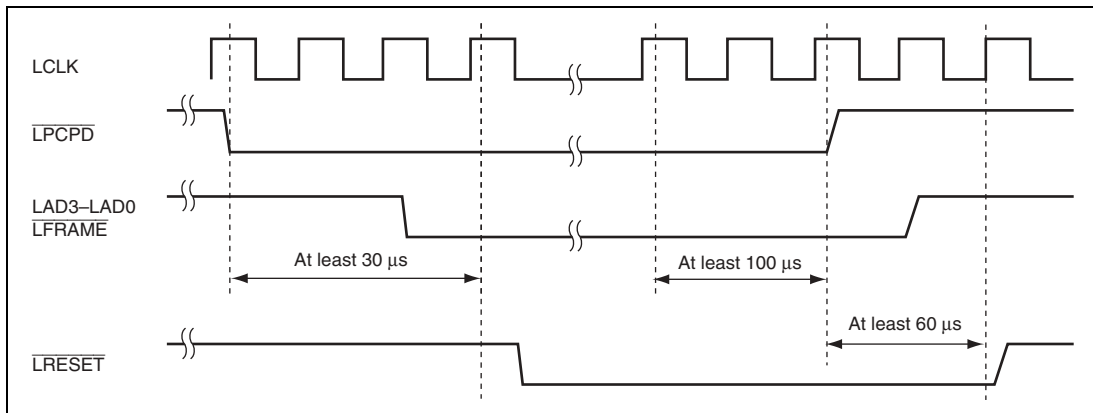 LCLK
LPCPD
LAD3–LAD0
LFRAME
At least 30 μs
At least 100 μs
At least 60 μs
LRESET